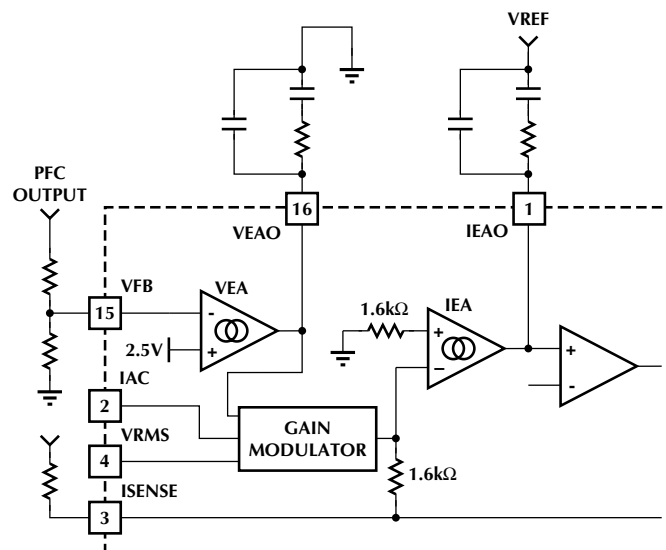 VREF
PFC
OUTPUT
16
1
VEAO
IEAO
VFB
VEA
1.6kΩ
IEA
15
-
+
2.5V
+
–
+
-
IAC
2
VRMS
GAIN
MODULATOR
4
1.6kΩ
ISENSE
3